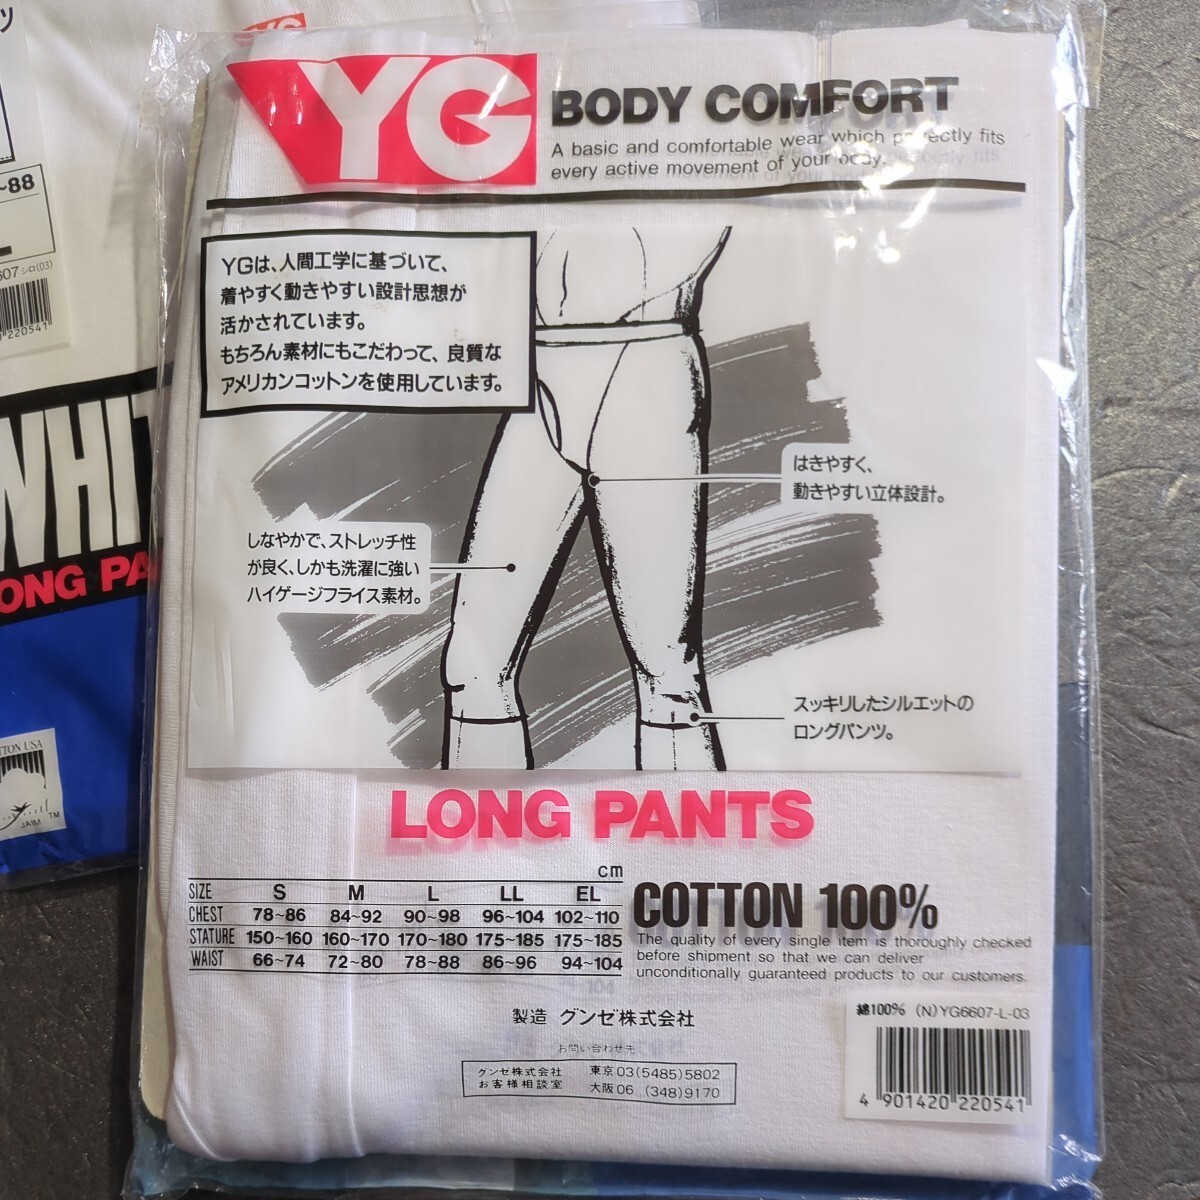 YG
BODY COMFORT
A basic and comfortable wear which perfectly fits
every active movement of your body.
YGは、人間工学に基づいて、
着やすく動きやすい設計思想が
活かされています。
もちろん素材にもこだわって、良質な
アメリカンコットンを使用しています。
はきやすく、
動きやすい立体設計。
しなやかで、ストレッチ性
が良く、しかも洗濯に強い
ハイゲージフライス素材。
スッキリしたシルエットの
ロングパンツ。
LONG PANTS
cm
SIZE S M L LL EL
CHEST 78~86 84~92 90~98 96~104 102~110
STATURE 150~160 160~170 170~180 175~185 175~185
WAIST 66~74 72~80 78~88 86~96 94~104
COTTON 100%
The quality of every single item is thoroughly checked
before shipment so that we can deliver
unconditionally guaranteed products to our customers.
製造 グンゼ株式会社
お問い合わせ先
グンゼ株式会社 東京 03(5485)5802
お客様相談室 大阪 06 (348)9170
綿100% (N)YG6607-L-03
4 901420 220541
~88
L
607 シロ(03)
220541
WHIT
ONG PA
TTON USA
JAIM TM